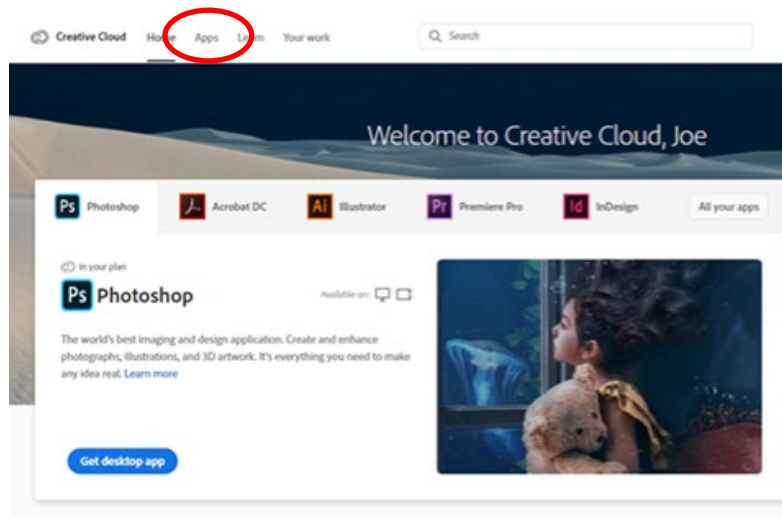 Creative Cloud Home Apps Learn Your work Search
Welcome to Creative Cloud, Joe
Ps Photoshop Acrobat DC Ai Illustrator Pr Premiere Pro Id InDesign All your apps
In your plan
Ps Photoshop Available on:
The world's best imaging and design application. Create and enhance
photographs, illustrations, and 3D artwork. It's everything you need to make
any idea real. Learn more
Get desktop app